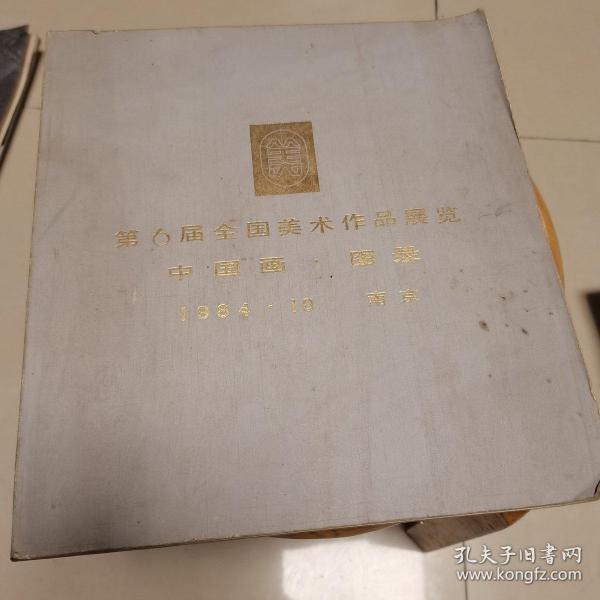 美
第6届全国美术作品展览
中国画·图录
1984·10 南京
孔夫子旧书网
www.kongfz.com